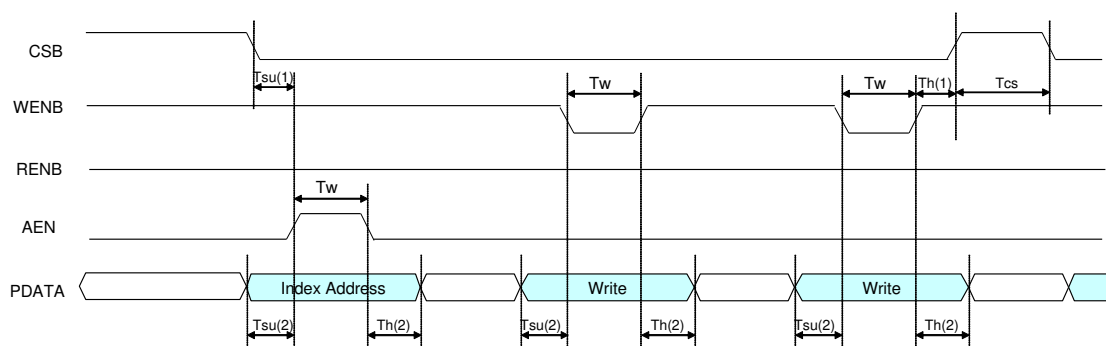 CSB
Tsu(1) Tw Tw Th(1) Tcs
WENB
RENB
Tw
AEN
PDATA Index Address Write Write
Tsu(2) Th(2) Tsu(2) Th(2) Tsu(2) Th(2)